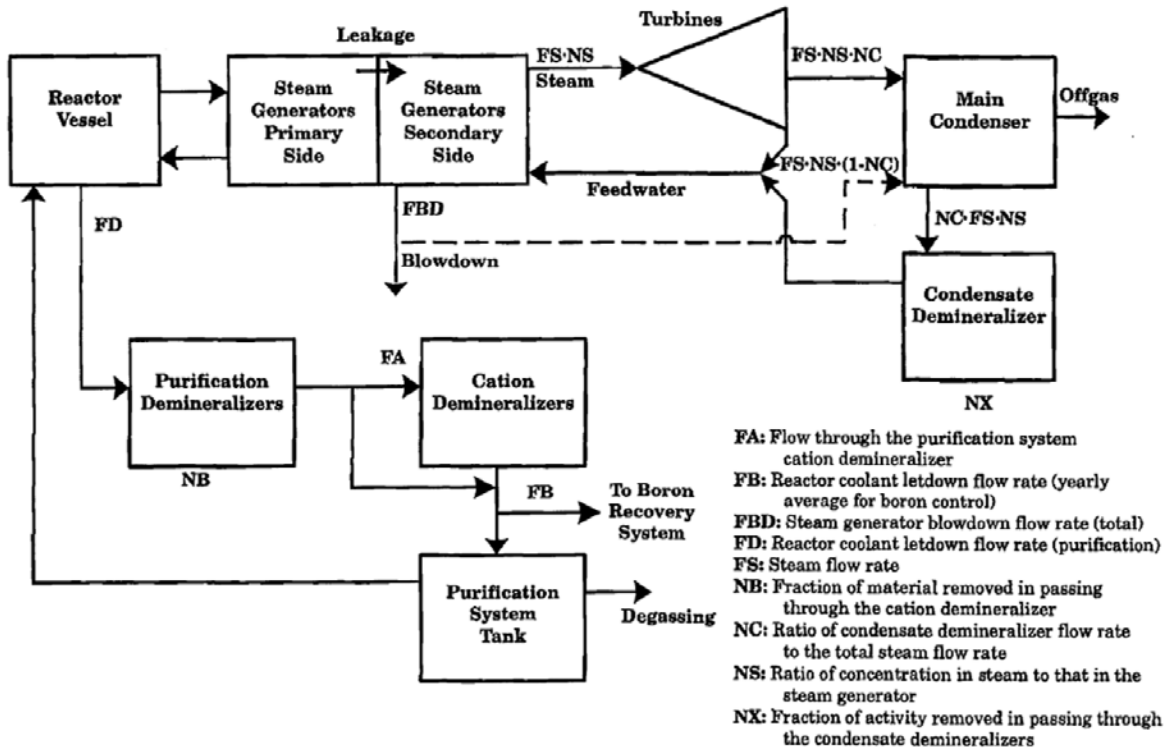 Turbines
Leakage
FS·NS
Steam
FS·NS·NC
Reactor
Vessel
Steam
Generators
Primary
Side
Steam
Generators
Secondary
Side
Main
Condenser
Offgas
FS·NS·(1-NC)
Feedwater
FD
FBD
NC·FS·NS
Blowdown
Condensate
Demineralizer
NX
Purification
Demineralizers
NB
FA
Cation
Demineralizers
FB
To Boron
Recovery
System
Purification
System
Tank
Degassing
FA: Flow through the purification system
cation demineralizer
FB: Reactor coolant letdown flow rate (yearly
average for boron control)
FBD: Steam generator blowdown flow rate (total)
FD: Reactor coolant letdown flow rate (purification)
FS: Steam flow rate
NB: Fraction of material removed in passing
through the cation demineralizer
NC: Ratio of condensate demineralizer flow rate
to the total steam flow rate
NS: Ratio of concentration in steam to that in the
steam generator
NX: Fraction of activity removed in passing through
the condensate demineralizers